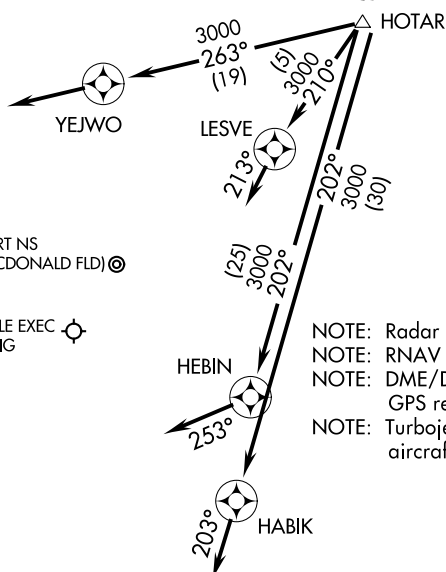 HOTAR
3000
263°
(19)
YEJWO
(5)
3000
210°
LESVE
213°
202°
3000
(30)
RT NS
CDONALD FLD)
LE EXEC
(25)
3000
202°
HEBIN
253°
HABIK
203°
NOTE: Radar
NOTE: RNAV
NOTE: DME/D
GPS re
NOTE: Turboje
aircraf